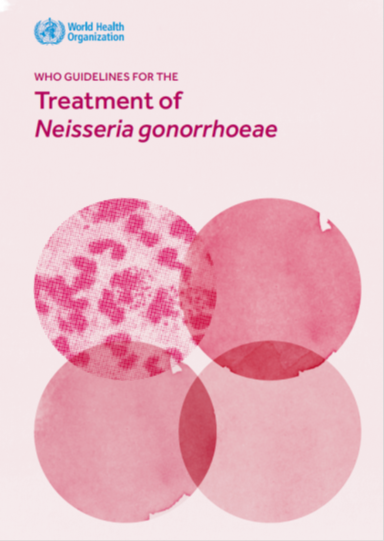 World Health
Organization
WHO GUIDELINES FOR THE
Treatment of
Neisseria gonorrhoeae